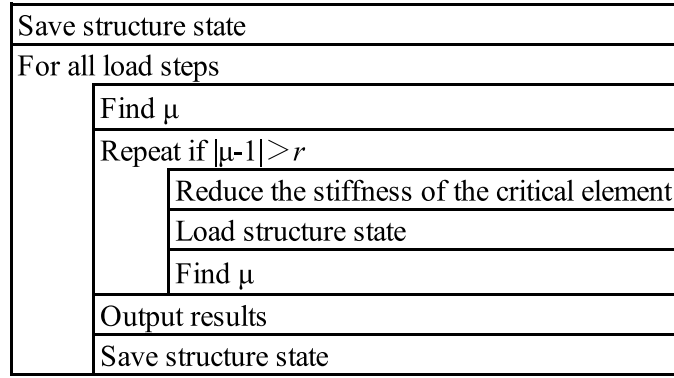 Save structure state
For all load steps
Find μ
Repeat if |μ-1|＞r
Reduce the stiffness of the critical element
Load structure state
Find μ
Output results
Save structure state